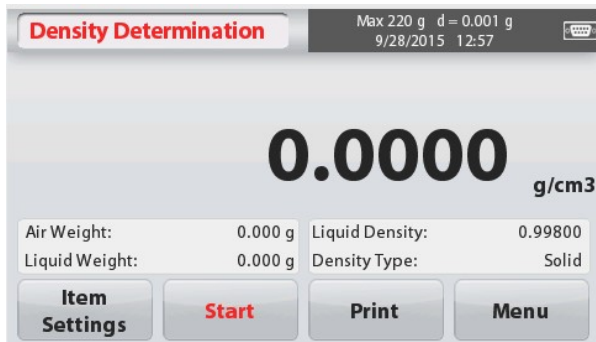 Density Determination
Max 220 g d = 0.001 g
9/28/2015 12:57
0.0000
g/cm3
Air Weight: 0.000 g
Liquid Weight: 0.000 g
Liquid Density: 0.99800
Density Type: Solid
Item
Settings
Start
Print
Menu